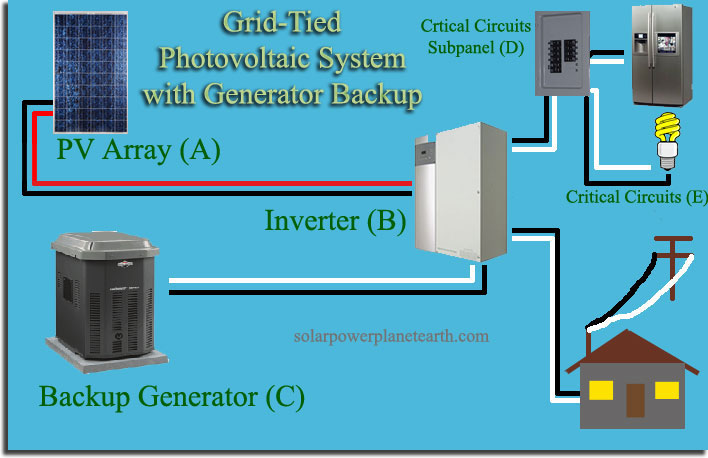 Grid-Tied
Photovoltaic System
with Generator Backup
Crtical Circuits
Subpanel (D)
PV Array (A)
Inverter (B)
Critical Circuits (E)
solarpowerplanetearth.com
Backup Generator (C)